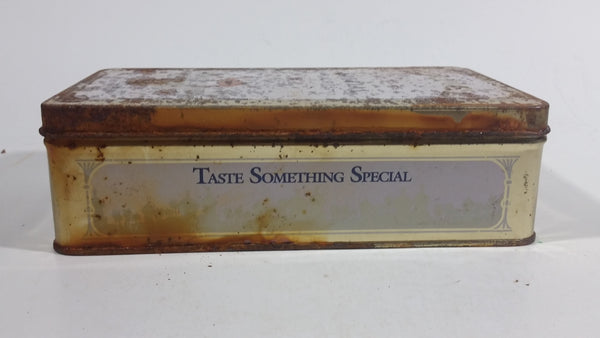 Taste Something Special